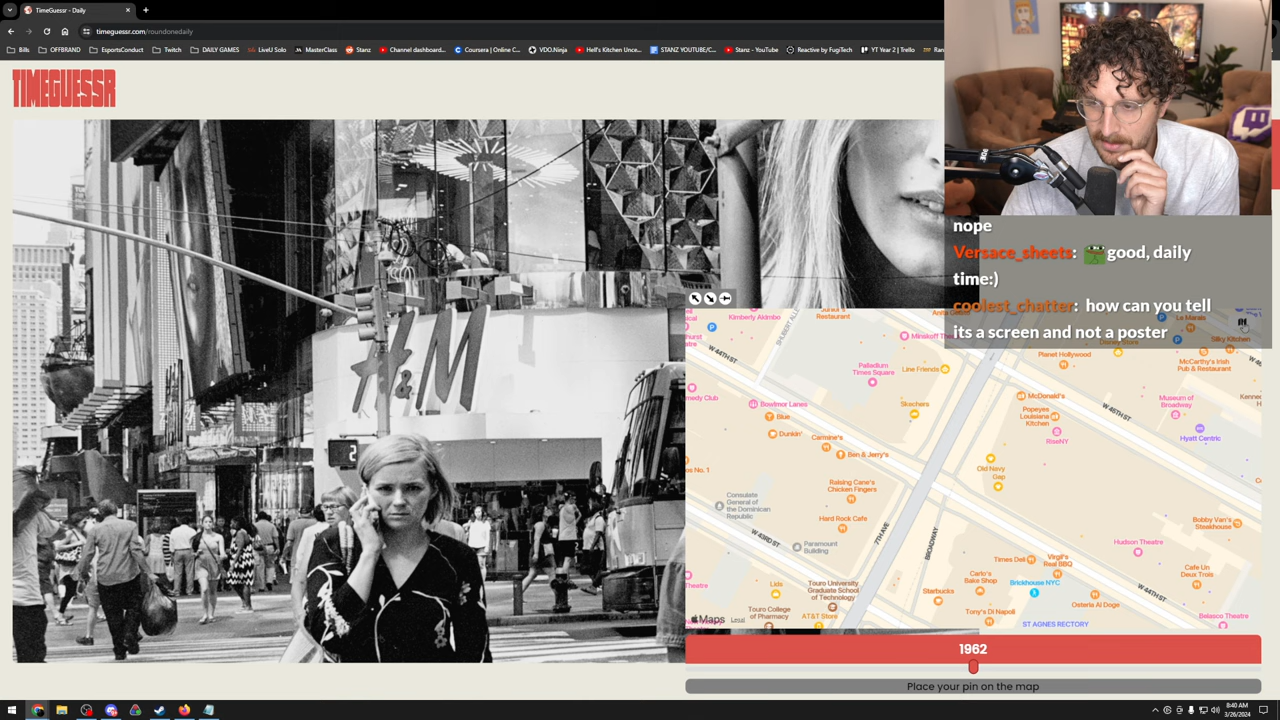 TimeGuessr - Daily
timeguessr.com/roundonedaily
Bills
OFFBRAND
EsportsConduct
Twitch
DAILY GAMES
LiveU Solo
MasterClass
Stanz
Channel dashboard...
Coursera | Online C...
VDO.Ninja
Hell's Kitchen Unce...
STANZ YOUTUBE/C...
Stanz - YouTube
Reactive by FugiTech
YT Year 2 | Trello
TIMEGUESSR
H&M
nope
Versace_sheets: good, daily
time:)
coolest_chatter: how can you tell
its a screen and not a poster
Kimberly Akimbo
Restaurant
W 44TH ST
Palladium
Times Square
Line Friends
Planet Hollywood
McCarthy's Irish
Pub & Restaurant
Silky Kitchen
La Marais
Bowlmor Lanes
Blue
Dunkin'
Carmine's
Ben & Jerry's
Skechers
McDonald's
Popeyes
Louisiana
Kitchen
RiseNY
W 45TH ST
Museum of
Broadway
Hyatt Centric
Old Navy
Gap
Raising Cane's
Chicken Fingers
Consulate
General of the
Dominican
Republic
Hard Rock Cafe
Paramount
Building
W 43RD ST
7TH AVE
BROADWAY
Bobby Van's
Steakhouse
Hudson Theatre
Times Deli
Virgil's
Real BBQ
Cafe Un
Deux Trois
Carlo's
Bake Shop
Brickhouse NYC
W 44TH ST
Lids
Touro University
Graduate School
of Technology
Starbucks
Osteria Al Doge
Touro College
of Pharmacy
AT&T Store
Tony's Di Napoli
ST AGNES RECTORY
Belasco Theatre
Maps
Legal
1962
Place your pin on the map
8:40 AM
3/26/2024